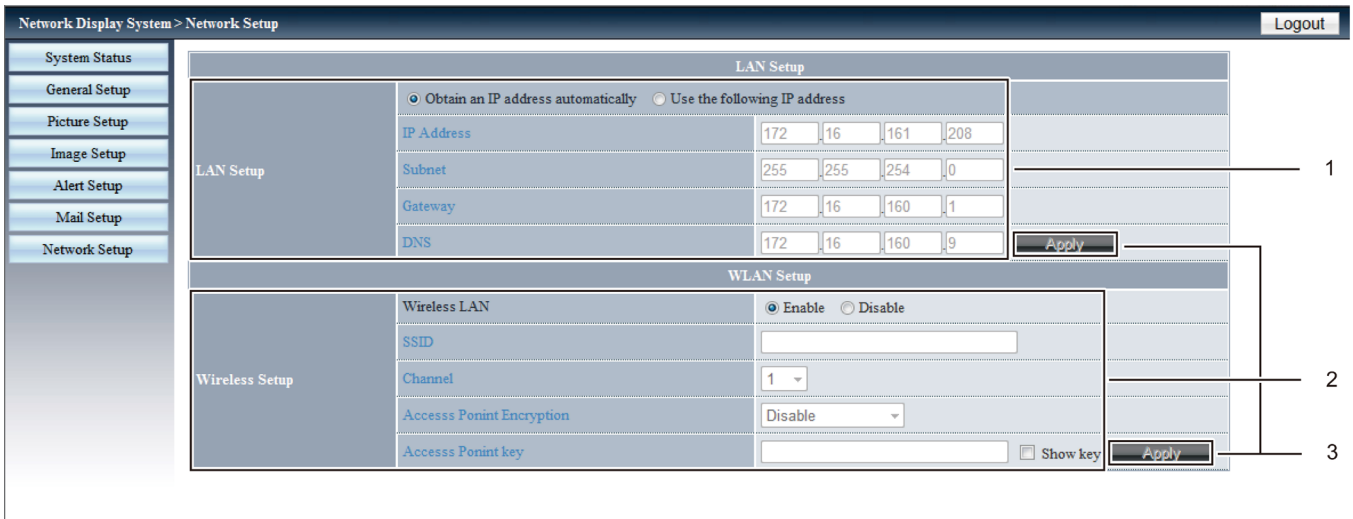 Network Display System > Network Setup
Logout
System Status
General Setup
Picture Setup
Image Setup
Alert Setup
Mail Setup
Network Setup
LAN Setup
LAN Setup
Obtain an IP address automatically Use the following IP address
IP Address 172 . 16 . 161 . 208
Subnet 255 . 255 . 254 . 0
Gateway 172 . 16 . 160 . 1
DNS 172 . 16 . 160 . 9 Apply
1
WLAN Setup
Wireless Setup
Wireless LAN Enable Disable
SSID
Channel 1
Accesss Ponint Encryption Disable
Accesss Ponint key Show key Apply
2
3